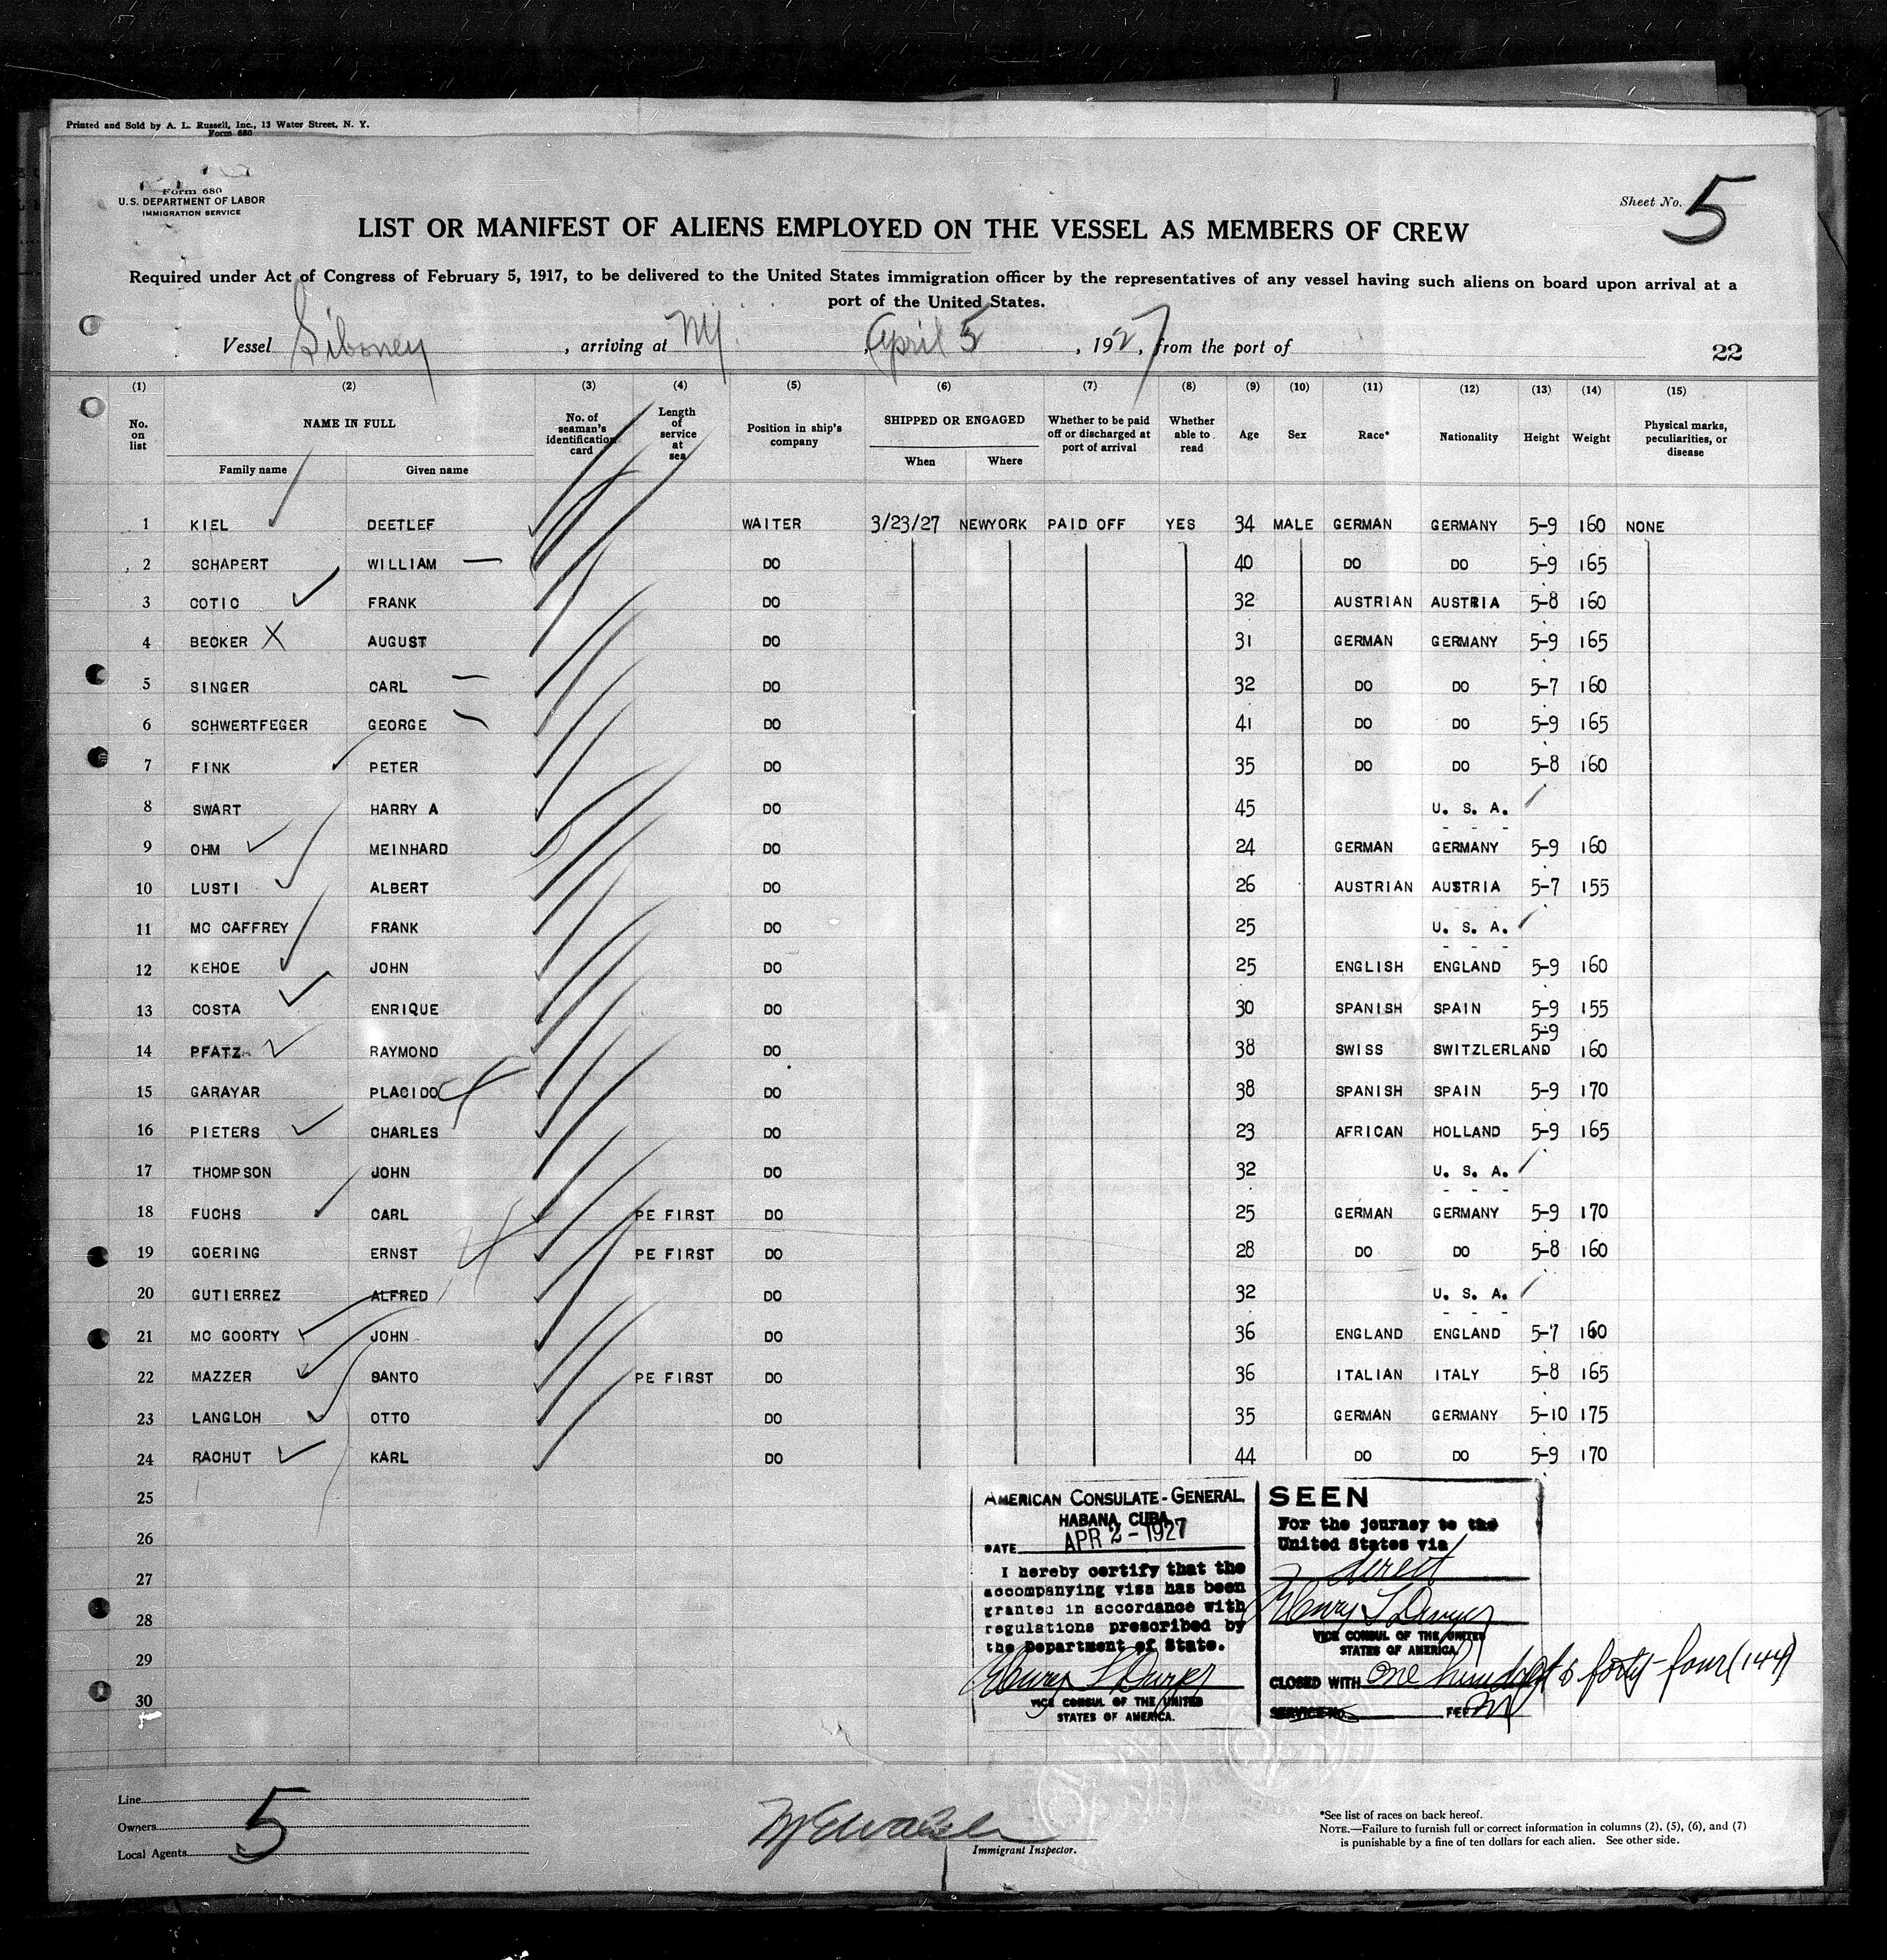 Printed and Sold by A. L. Russell, Inc., 13 Water Street, N. Y.
Form 680
Form 680
U.S. DEPARTMENT OF LABOR
IMMIGRATION SERVICE
Sheet No. 5
LIST OR MANIFEST OF ALIENS EMPLOYED ON THE VESSEL AS MEMBERS OF CREW
Required under Act of Congress of February 5, 1917, to be delivered to the United States immigration officer by the representatives of any vessel having such aliens on board upon arrival at a
port of the United States.
Vessel Siboney, arriving at NY., April 5, 1927, from the port of
22
(1) (2) (3) (4) (5) (6) (7) (8) (9) (10) (11) (12) (13) (14) (15)
No. on list NAME IN FULL Family name Given name No. of seaman's identification card Length of service at sea Position in ship's company SHIPPED OR ENGAGED When Where Whether to be paid off or discharged at port of arrival Whether able to read Age Sex Race* Nationality Height Weight Physical marks, peculiarities, or disease
1 KIEL DEETLEF WAITER 3/23/27 NEWYORK PAID OFF YES 34 MALE GERMAN GERMANY 5-9 160 NONE
2 SCHAPERT WILLIAM DO 40 DO DO 5-9 165
3 COTIC FRANK DO 32 AUSTRIAN AUSTRIA 5-8 160
4 BECKER X AUGUST DO 31 GERMAN GERMANY 5-9 165
5 SINGER CARL DO 32 DO DO 5-7 160
6 SCHWERTFEGER GEORGE DO 41 DO DO 5-9 165
7 FINK PETER DO 35 DO DO 5-8 160
8 SWART HARRY A DO 45 U. S. A.
9 OHM MEINHARD DO 24 GERMAN GERMANY 5-9 160
10 LUSTI ALBERT DO 26 AUSTRIAN AUSTRIA 5-7 155
11 MC CAFFREY FRANK DO 25 U. S. A.
12 KEHOE JOHN DO 25 ENGLISH ENGLAND 5-9 160
13 COSTA ENRIQUE DO 30 SPANISH SPAIN 5-9 155
14 PFATZ RAYMOND DO 38 SWISS SWITZLERLAND 5-9 160
15 GARAYAR PLACIDO DO 38 SPANISH SPAIN 5-9 170
16 PIETERS CHARLES DO 23 AFRICAN HOLLAND 5-9 165
17 THOMPSON JOHN DO 32 U. S. A.
18 FUCHS CARL PE FIRST DO 25 GERMAN GERMANY 5-9 170
19 GOERING ERNST PE FIRST DO 28 DO DO 5-8 160
20 GUTIERREZ ALFRED DO 32 U. S. A.
21 MC GOORTY JOHN DO 36 ENGLAND ENGLAND 5-7 160
22 MAZZER SANTO PE FIRST DO 36 ITALIAN ITALY 5-8 165
23 LANGLOH OTTO DO 35 GERMAN GERMANY 5-10 175
24 RACHUT KARL DO 44 DO DO 5-9 170
25
26
27
28
29
30
AMERICAN CONSULATE-GENERAL,
HABANA, CUBA
DATE APR 2 - 1927
I hereby certify that the
accompanying visa has been
granted in accordance with
regulations prescribed by
the Department of State.
VICE CONSUL OF THE UNITED
STATES OF AMERICA.
SEEN
For the journey to the
United States via
direct
VICE CONSUL OF THE UNITED
STATES OF AMERICA
CLOSED WITH one hundred & forty-four (144)
SERVICE NO. FEE
Line
Owners
Local Agents
5
Immigrant Inspector.
*See list of races on back hereof.
NOTE.—Failure to furnish full or correct information in columns (2), (5), (6), and (7)
is punishable by a fine of ten dollars for each alien. See other side.